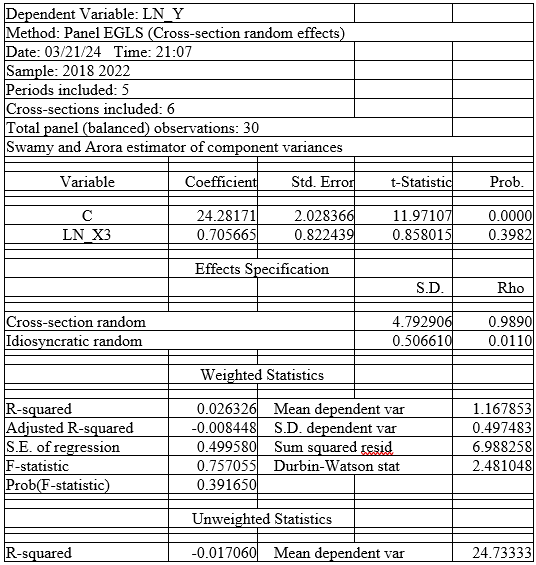 Dependent Variable: LN_Y
Method: Panel EGLS (Cross-section random effects)
Date: 03/21/24 Time: 21:07
Sample: 2018 2022
Periods included: 5
Cross-sections included: 6
Total panel (balanced) observations: 30
Swamy and Arora estimator of component variances
Variable Coefficient Std. Error t-Statistic Prob.
C 24.28171 2.028366 11.97107 0.0000
LN_X3 0.705665 0.822439 0.858015 0.3982
Effects Specification
S.D. Rho
Cross-section random 4.792906 0.9890
Idiosyncratic random 0.506610 0.0110
Weighted Statistics
R-squared 0.026326 Mean dependent var 1.167853
Adjusted R-squared -0.008448 S.D. dependent var 0.497483
S.E. of regression 0.499580 Sum squared resid 6.988258
F-statistic 0.757055 Durbin-Watson stat 2.481048
Prob(F-statistic) 0.391650
Unweighted Statistics
R-squared -0.017060 Mean dependent var 24.73333